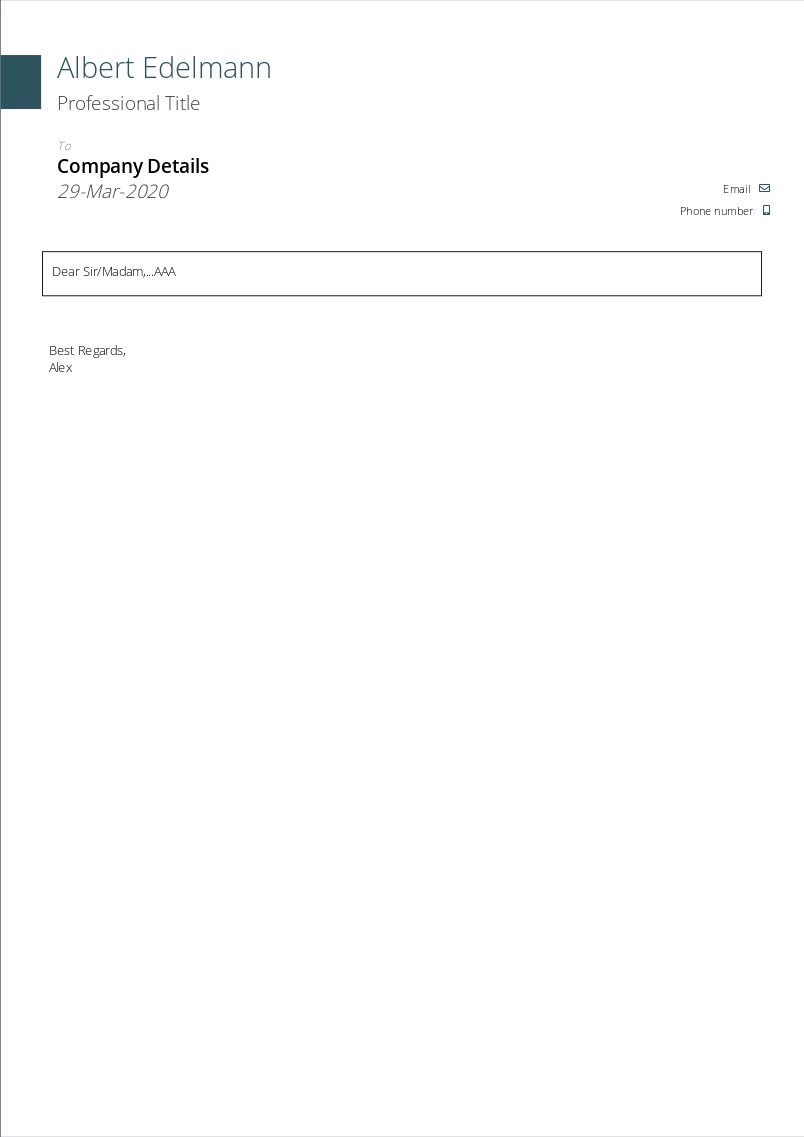 Albert Edelmann
Professional Title
To
Company Details
29-Mar-2020
Email
Phone number
Dear Sir/Madam,...AAA
Best Regards,
Alex